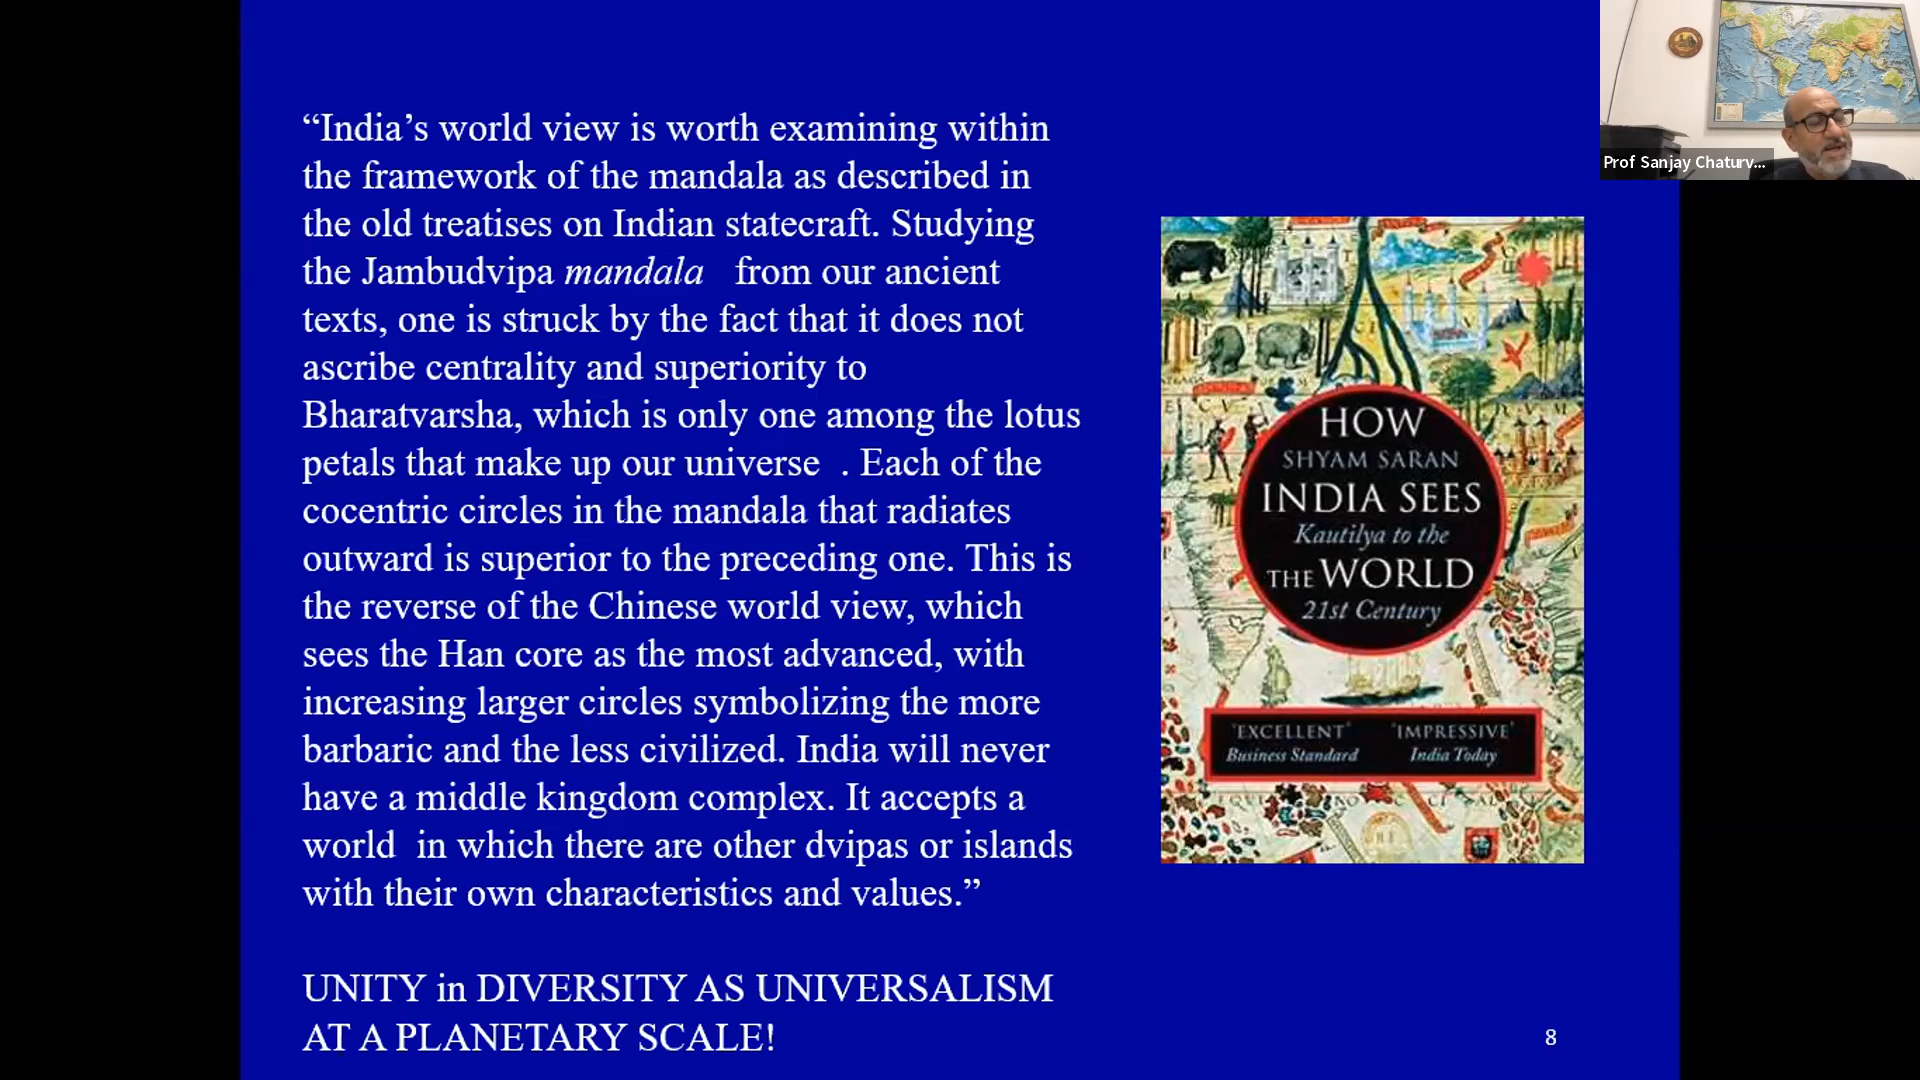 “India’s world view is worth examining within
the framework of the mandala as described in
the old treatises on Indian statecraft. Studying
the Jambudvipa mandala from our ancient
texts, one is struck by the fact that it does not
ascribe centrality and superiority to
Bharatvarsha, which is only one among the lotus
petals that make up our universe . Each of the
cocentric circles in the mandala that radiates
outward is superior to the preceding one. This is
the reverse of the Chinese world view, which
sees the Han core as the most advanced, with
increasing larger circles symbolizing the more
barbaric and the less civilized. India will never
have a middle kingdom complex. It accepts a
world in which there are other dvipas or islands
with their own characteristics and values.”
UNITY in DIVERSITY AS UNIVERSALISM
AT A PLANETARY SCALE!
HOW
SHYAM SARAN
INDIA SEES
Kautilya to the
THE WORLD
21st Century
'EXCELLENT'
Business Standard
'IMPRESSIVE'
India Today
8
Prof Sanjay Chaturv...